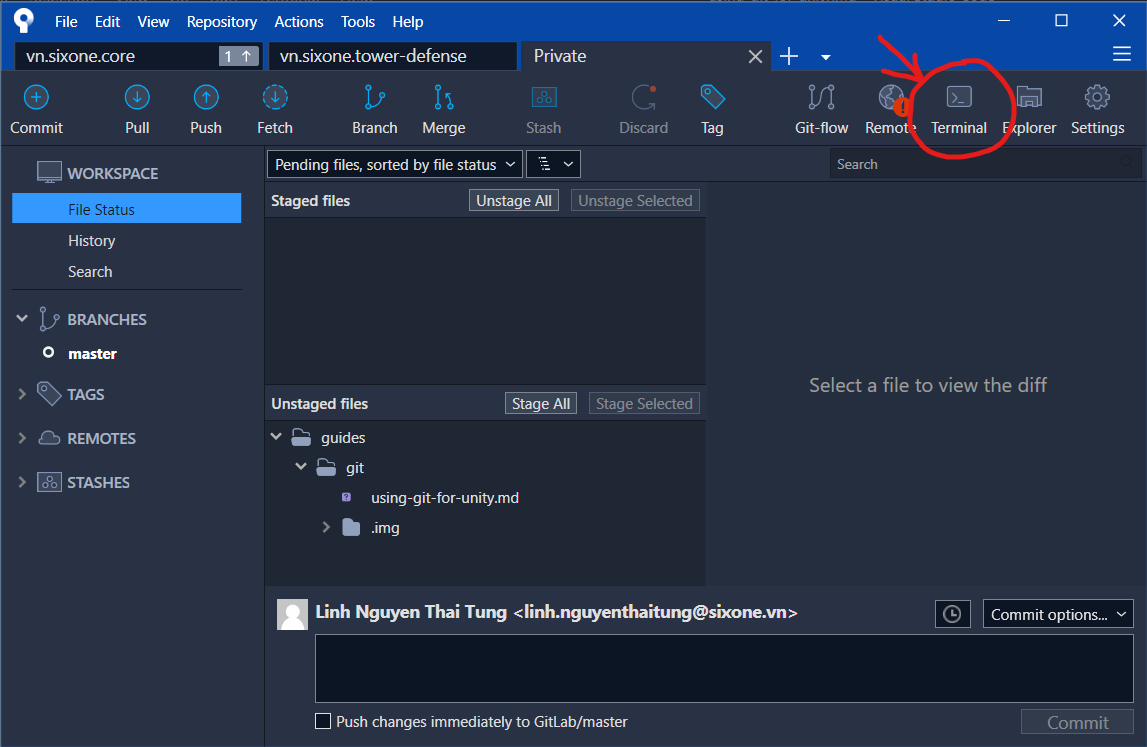 File Edit View Repository Actions Tools Help
vn.sixone.core 1 ↑ vn.sixone.tower-defense Private
Commit Pull Push Fetch Branch Merge Stash Discard Tag Git-flow Remote Terminal Explorer Settings
WORKSPACE
File Status
History
Search
BRANCHES
master
TAGS
REMOTES
STASHES
Pending files, sorted by file status
Search
Staged files Unstage All Unstage Selected
Unstaged files Stage All Stage Selected
guides
git
using-git-for-unity.md
.img
Select a file to view the diff
Linh Nguyen Thai Tung <linh.nguyenthaitung@sixone.vn>
Commit options...
Push changes immediately to GitLab/master
Commit